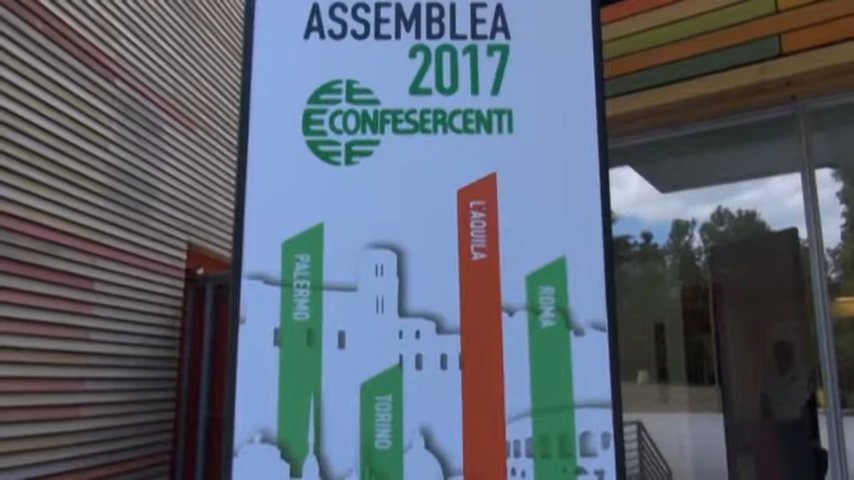 ASSEMBLEA
2017
CONFESERCENTI
L'AQUILA
PALERMO
ROMA
TORINO